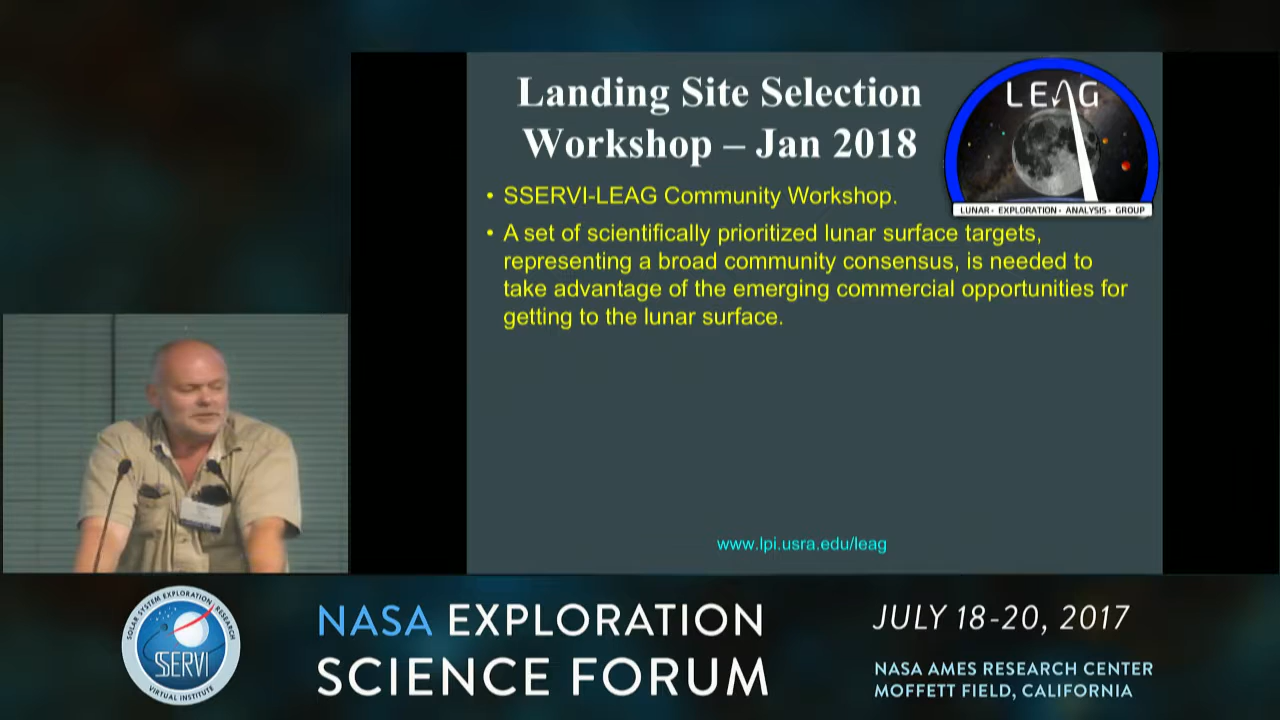 Landing Site Selection
Workshop – Jan 2018
LEAG
LUNAR · EXPLORATION · ANALYSIS · GROUP
• SSERVI-LEAG Community Workshop.
• A set of scientifically prioritized lunar surface targets,
representing a broad community consensus, is needed to
take advantage of the emerging commercial opportunities for
getting to the lunar surface.
www.lpi.usra.edu/leag
SOLAR SYSTEM EXPLORATION RESEARCH
SSERVI
VIRTUAL INSTITUTE
NASA EXPLORATION
SCIENCE FORUM
JULY 18-20, 2017
NASA AMES RESEARCH CENTER
MOFFETT FIELD, CALIFORNIA